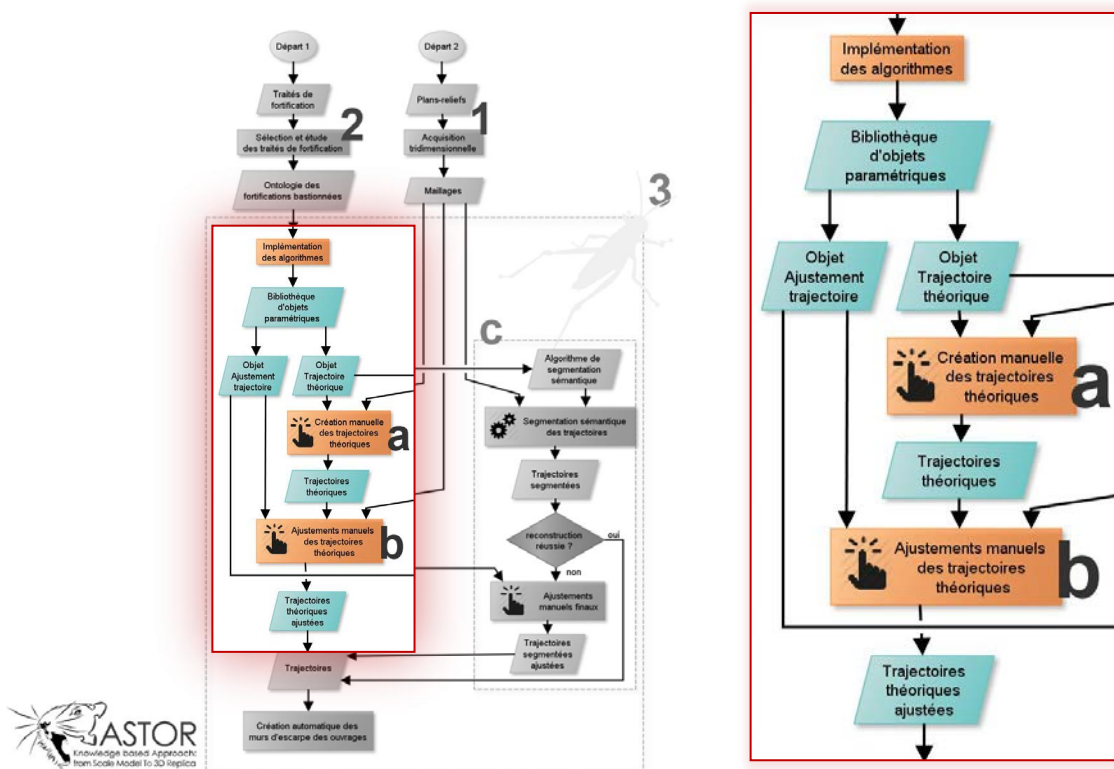 Départ 1
Départ 2
Traités de
fortification
Plans-reliefs
2
1
Sélection et étude
des traités de fortification
Acquisition
tridimensionnelle
Ontologie des
fortifications bastionnées
Maillages
3
Implémentation
des algorithmes
Bibliothèque
d'objets
paramétriques
c
Objet
Ajustement
trajectoire
Objet
Trajectoire
théorique
Algorithme de
segmentation
sémantique
Création manuelle
des trajectoires
théoriques
a
Segmentation sémantique
des trajectoires
Trajectoires
théoriques
Trajectoires
segmentées
Ajustements manuels
des trajectoires
théoriques
b
reconstruction
réussie ?
oui
non
Trajectoires
théoriques
ajustées
Ajustements
manuels finaux
Trajectoires
segmentées
ajustées
Trajectoires
Création automatique des
murs d'escarpe des ouvrages
ASTOR
Knowledge based Approach:
from Scale Model To 3D Replica
Implémentation
des algorithmes
Bibliothèque
d'objets
paramétriques
Objet
Ajustement
trajectoire
Objet
Trajectoire
théorique
Création manuelle
des trajectoires
théoriques
a
Trajectoires
théoriques
Ajustements manuels
des trajectoires
théoriques
b
Trajectoires
théoriques
ajustées